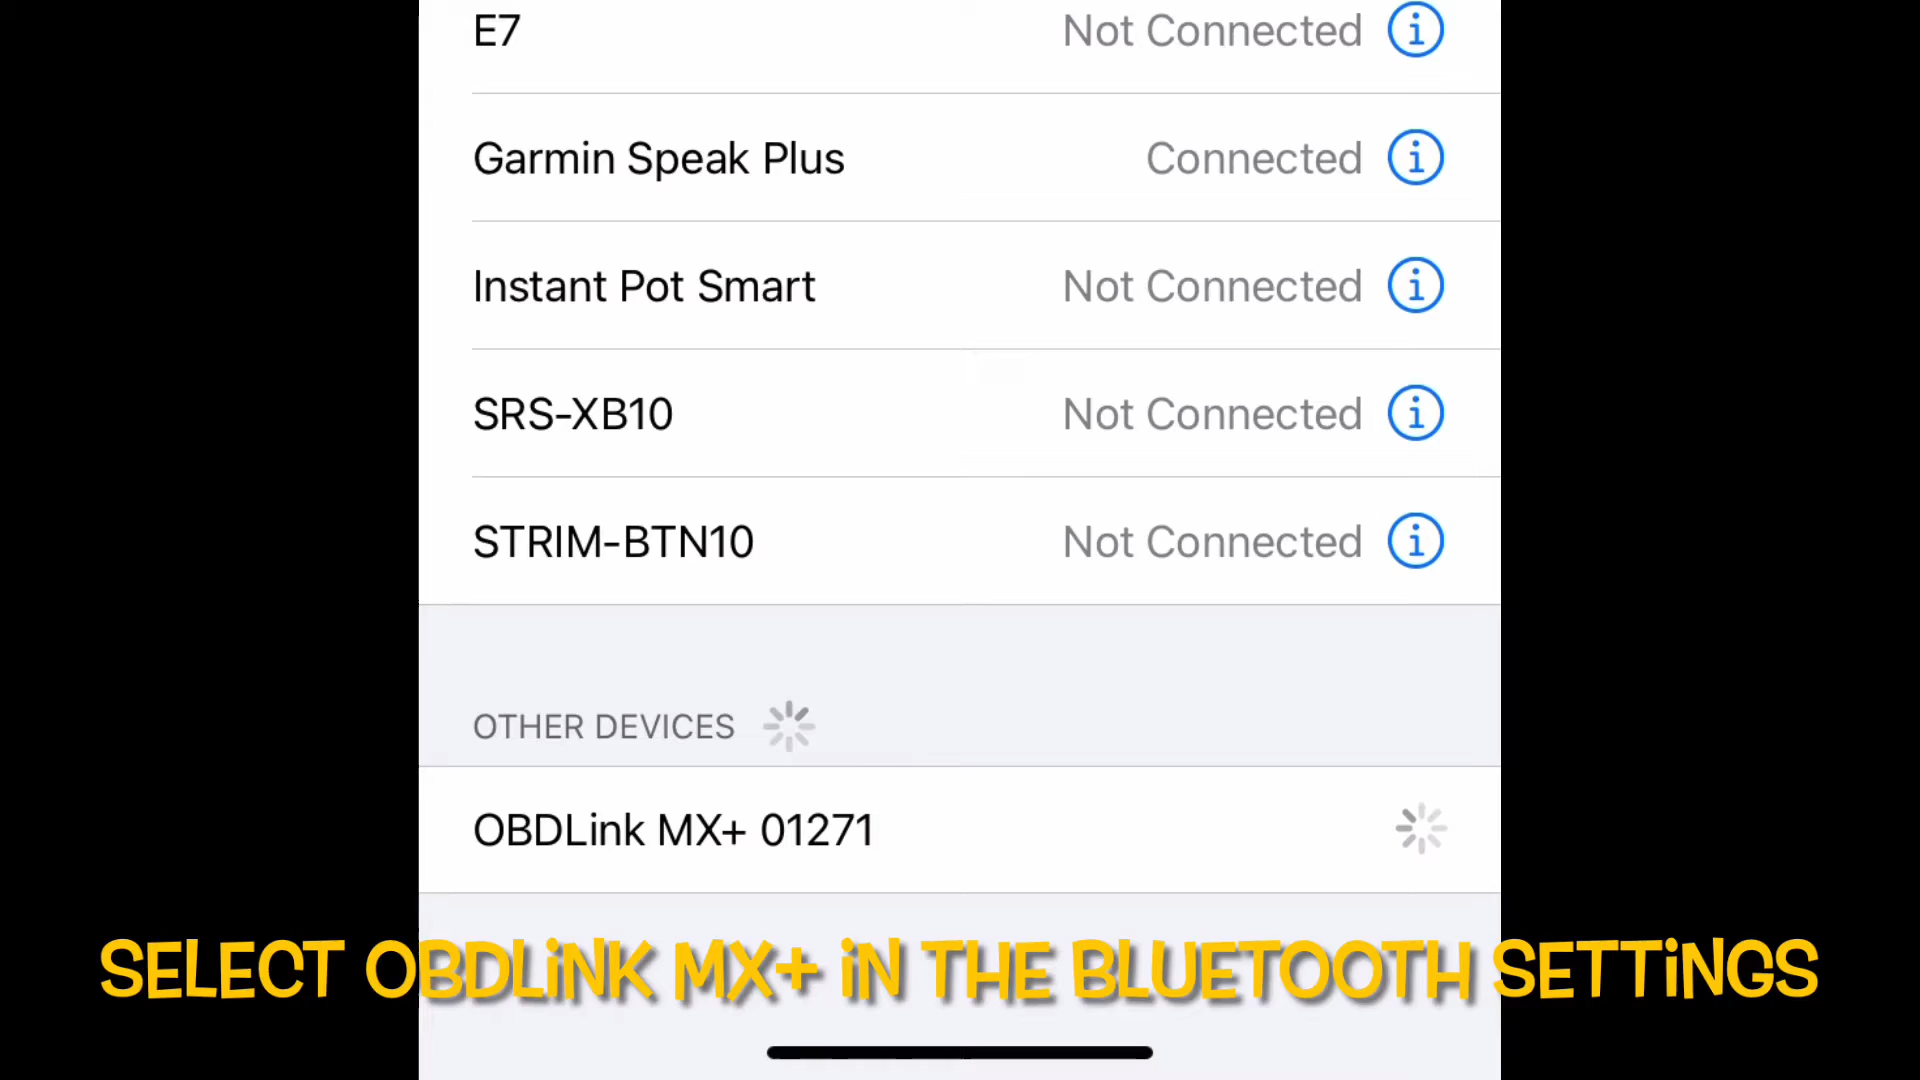 E7 Not Connected
Garmin Speak Plus Connected
Instant Pot Smart Not Connected
SRS-XB10 Not Connected
STRIM-BTN10 Not Connected
OTHER DEVICES
OBDLink MX+ 01271
SELECT OBDLiNK MX+ iN THE BLUETOOTH SETTiNGS